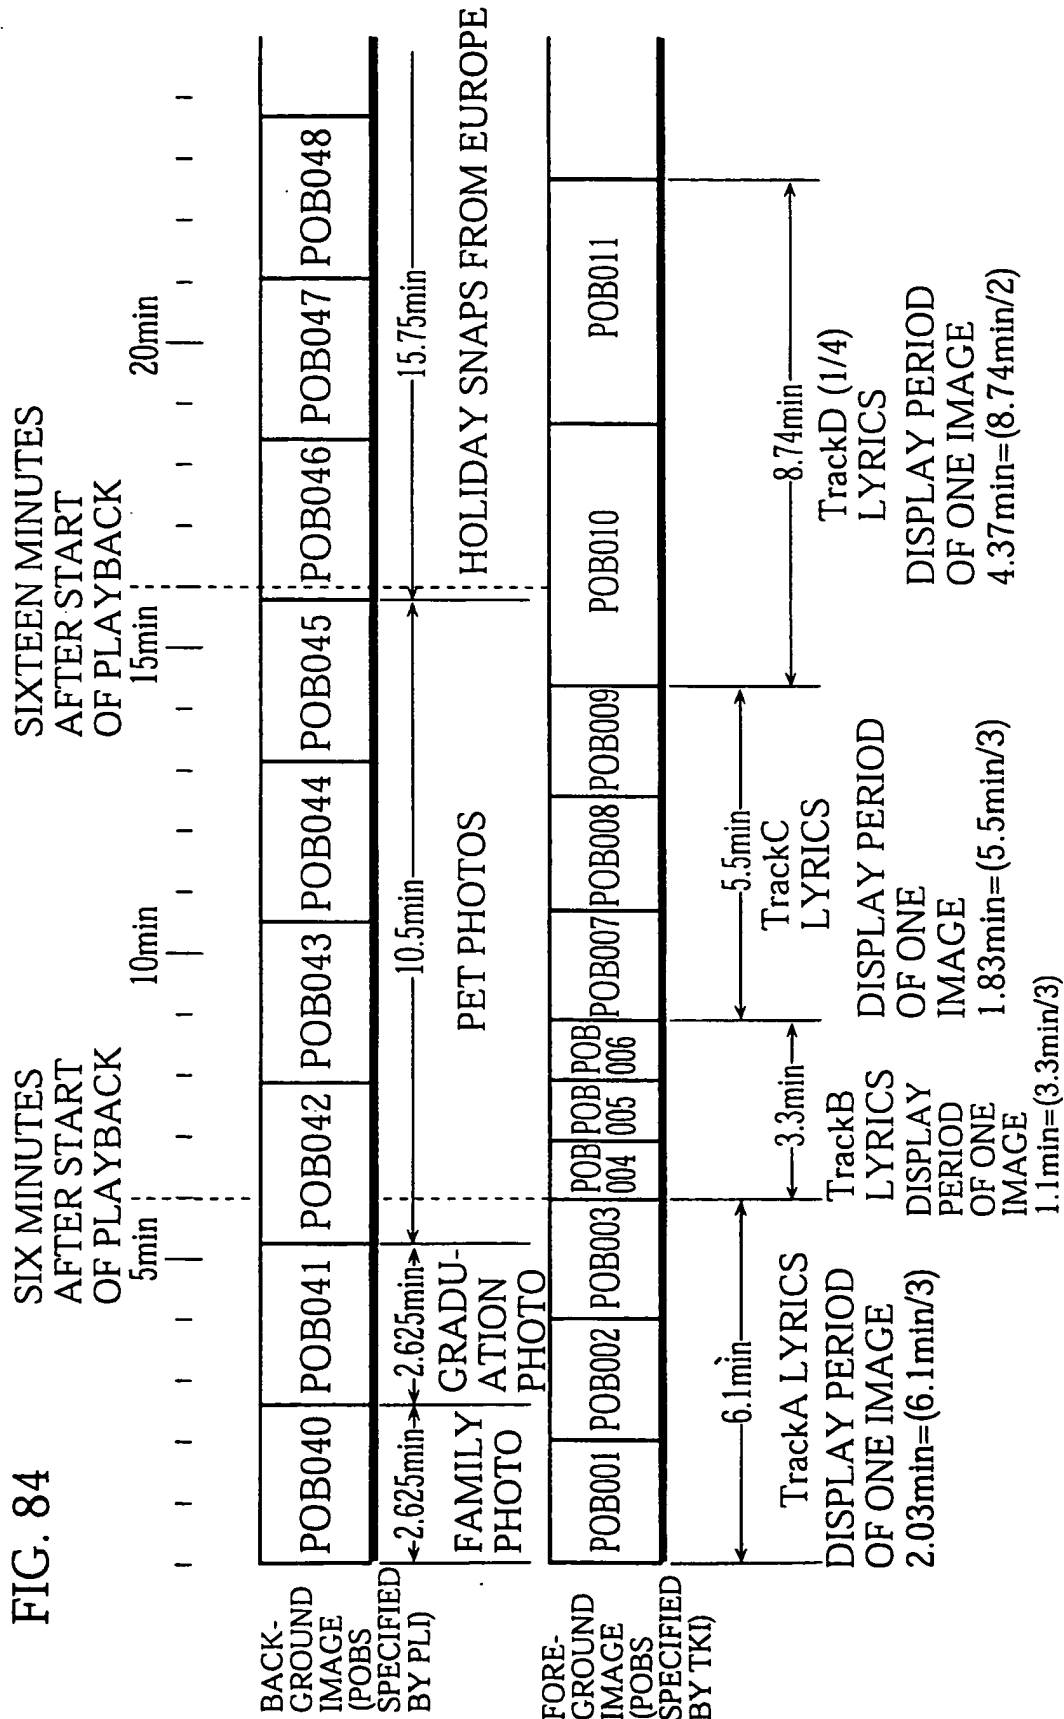 FIG. 84
SIX MINUTES
AFTER START
OF PLAYBACK
SIXTEEN MINUTES
AFTER START
OF PLAYBACK
5min
10min
15min
20min
BACK-
GROUND
IMAGE
(POBS
SPECIFIED
BY PLI)
POB040
POB041
POB042
POB043
POB044
POB045
POB046
POB047
POB048
2.625min
2.625min
10.5min
15.75min
FAMILY
PHOTO
GRADU-
ATION
PHOTO
PET PHOTOS
HOLIDAY SNAPS FROM EUROPE
FORE-
GROUND
IMAGE
(POBS
SPECIFIED
BY TKI)
POB001
POB002
POB003
POB
004
POB
005
POB
006
POB007
POB008
POB009
POB010
POB011
6.1min
TrackA LYRICS
DISPLAY PERIOD
OF ONE IMAGE
2.03min=(6.1min/3)
3.3min
TrackB
LYRICS
DISPLAY
PERIOD
OF ONE
IMAGE
1.1min=(3.3min/3)
5.5min
TrackC
LYRICS
DISPLAY PERIOD
OF ONE
IMAGE
1.83min=(5.5min/3)
8.74min
TrackD (1/4)
LYRICS
DISPLAY PERIOD
OF ONE IMAGE
4.37min=(8.74min/2)